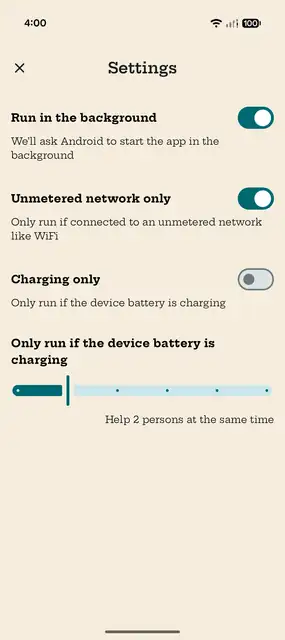 4:00
100
Settings
Run in the background
We'll ask Android to start the app in the
background
Unmetered network only
Only run if connected to an unmetered network
like WiFi
Charging only
Only run if the device battery is charging
Only run if the device battery is
charging
Help 2 persons at the same time